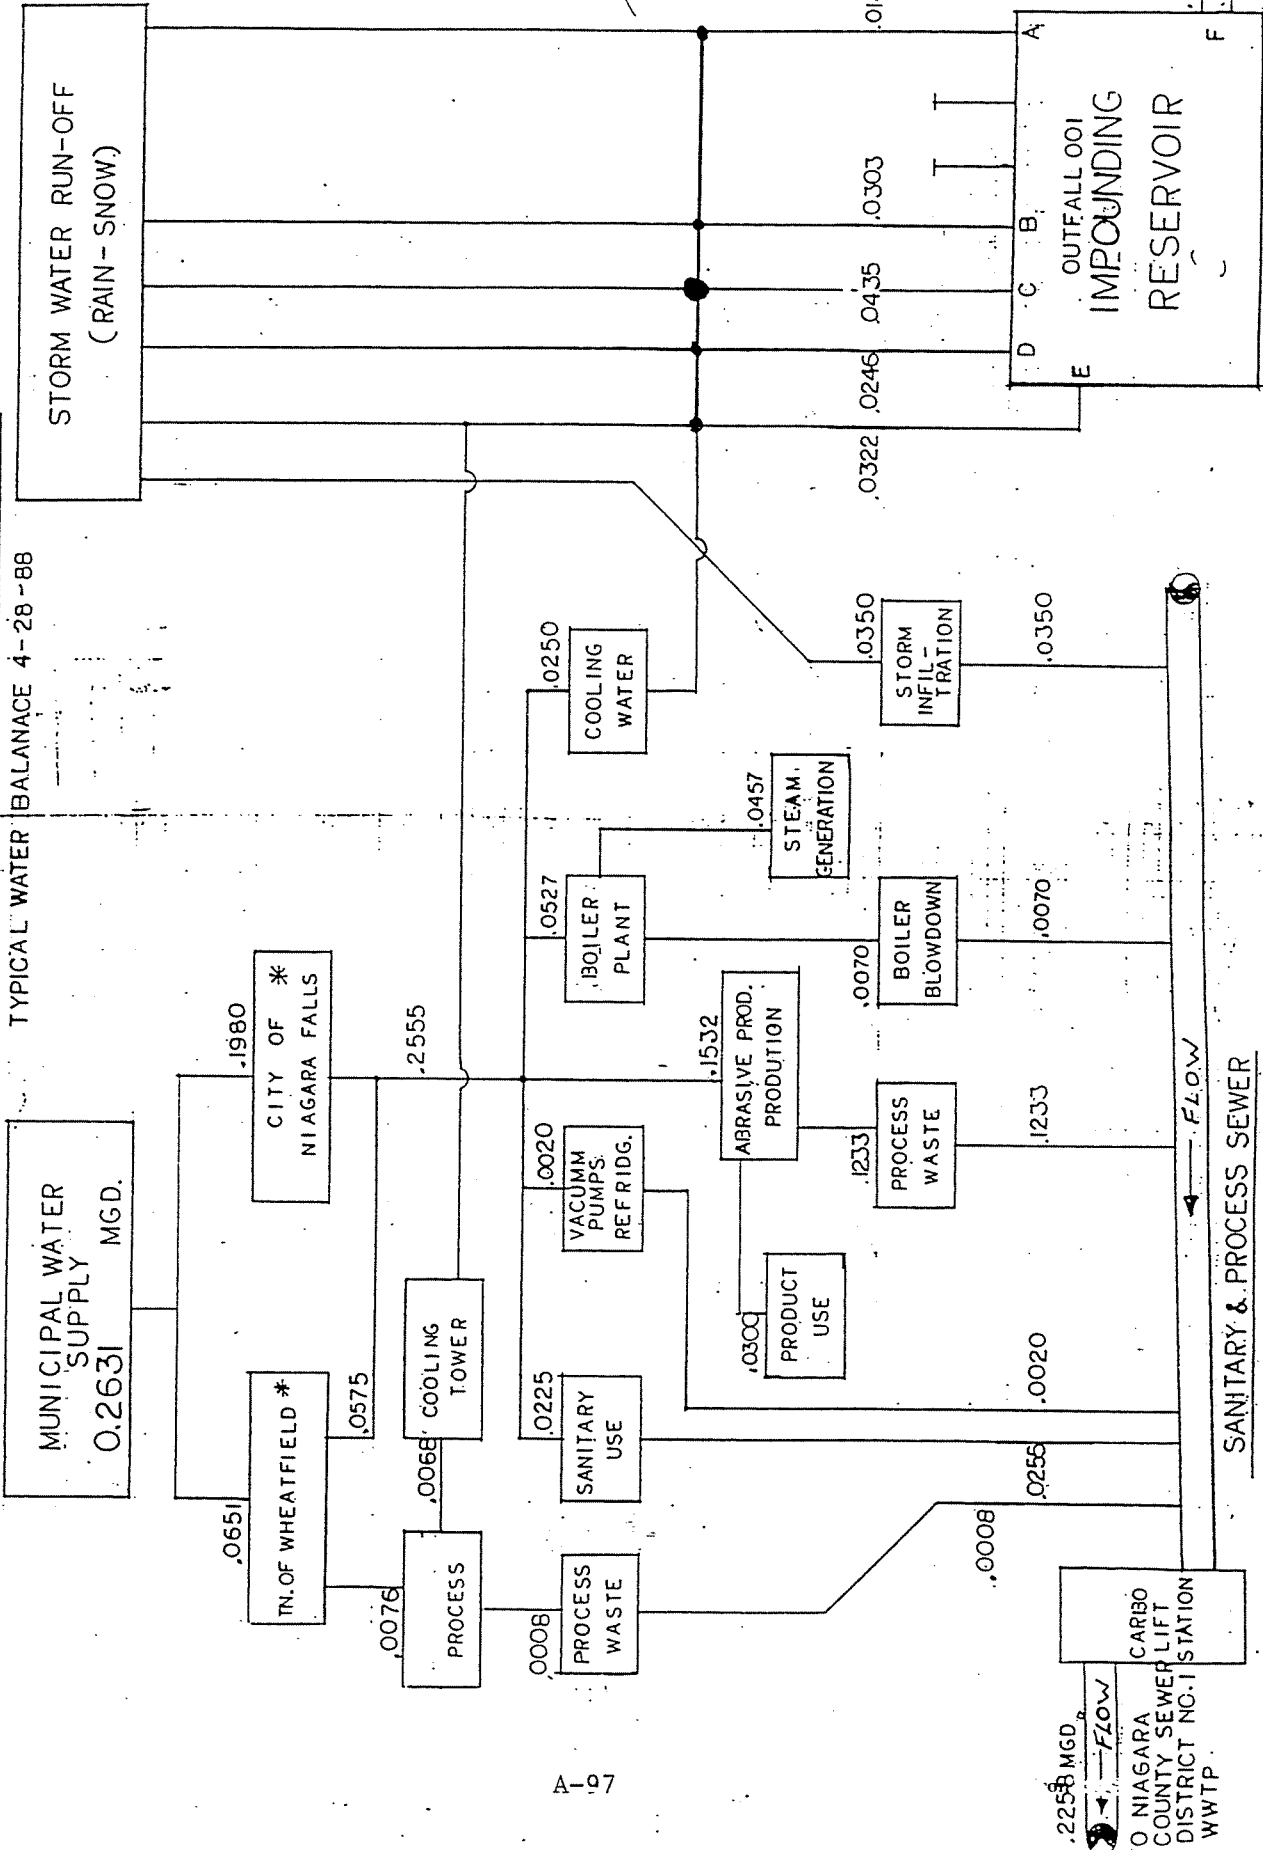 TYPICAL WATER BALANACE 4-28-88
MUNICIPAL WATER
SUPPLY
0.2631 MGD.
STORM WATER RUN-OFF
(RAIN-SNOW.)
.0651
.1980
TN. OF WHEATFIELD *
CITY OF *
NIAGARA FALLS
.0575
.2555
.0076
.0068
PROCESS
COOLING
TOWER
.0008
.0225
.0020
.0527
.0250
PROCESS
WASTE
SANITARY
USE
VACUMM
PUMPS.
REFRIDG.
BOILER
PLANT
COOLING
WATER
.1532
.0457
ABRASIVE PROD.
PRODUTION
STEAM.
GENERATION
.0300
PRODUCT
USE
.1233
.0070
.0350
PROCESS
WASTE
BOILER
BLOWDOWN
STORM
INFIL-
TRATION
.0322
.0246
.0435
.0303
.0008
.0020
.1233
.0070
.0350
E
D
C
B
A
F
OUTFALL 001
IMPOUNDING
RESERVOIR
FLOW
SANITARY & PROCESS SEWER
CARBO
LIFT
STATION
MGD
FLOW
O NIAGARA
COUNTY SEWER
DISTRICT NO. 1
WWTP.
A-97